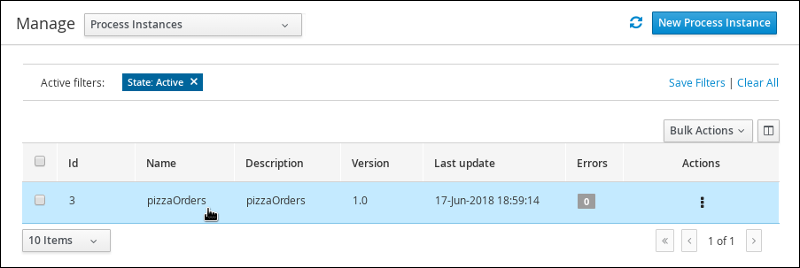 Manage Process Instances New Process Instance
Active filters: State: Active ✕ Save Filters | Clear All
Bulk Actions
Id Name Description Version Last update Errors Actions
3 pizzaOrders pizzaOrders 1.0 17-Jun-2018 18:59:14 0
10 Items « ‹ 1 of 1 ›